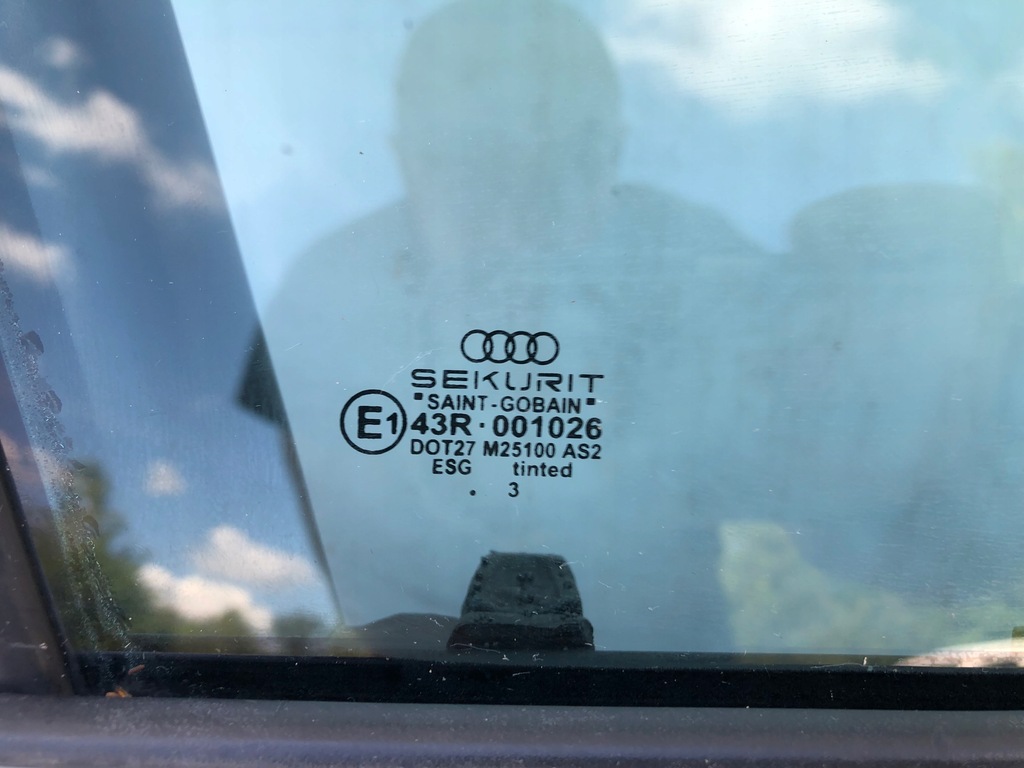 SEKURIT
SAINT-GOBAIN
E1 43R·001026
DOT27 M25100 AS2
ESG tinted
. 3